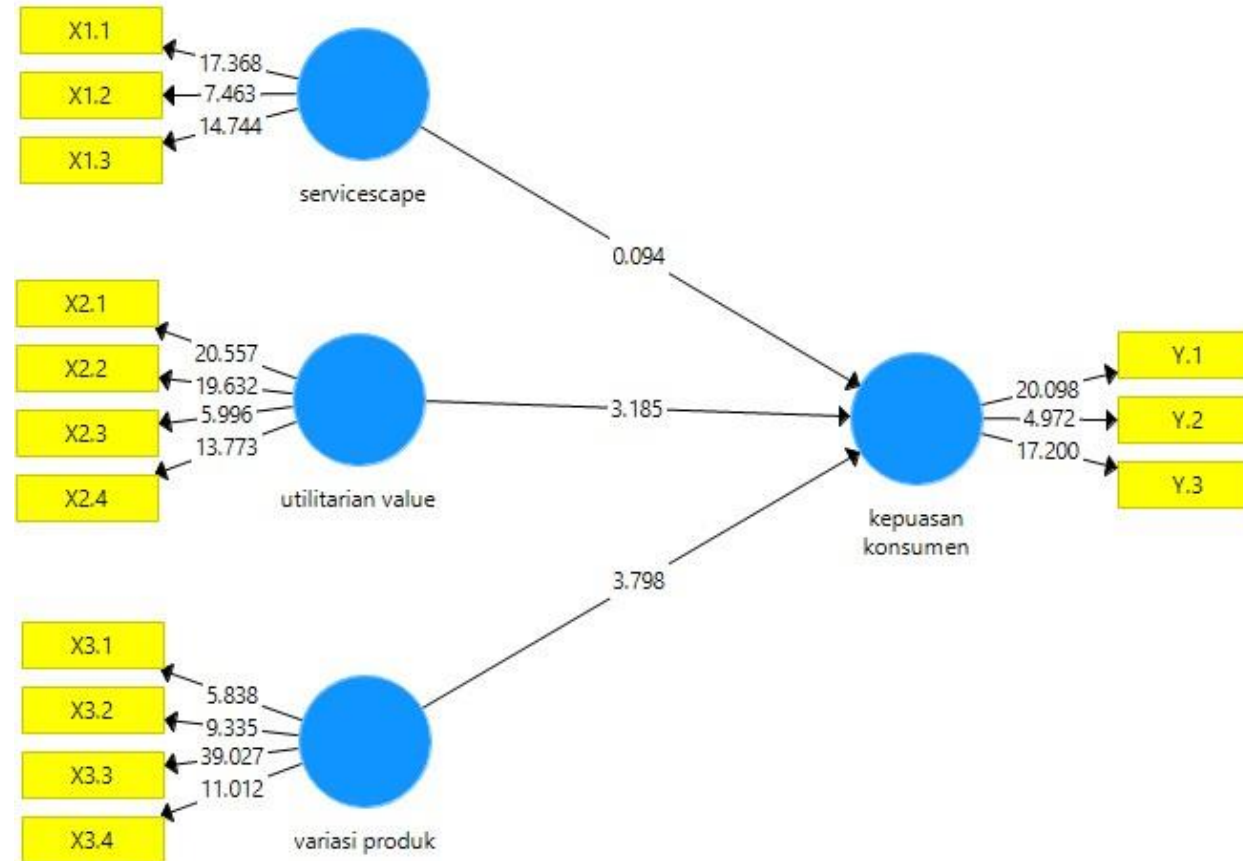 X1.1
17.368
X1.2
7.463
14.744
X1.3
servicescape
0.094
X2.1
20.557
X2.2
19.632
5.996
X2.3
13.773
X2.4
utilitarian value
3.185
Y.1
20.098
4.972
Y.2
17.200
Y.3
kepuasan
konsumen
3.798
X3.1
5.838
X3.2
9.335
39.027
X3.3
11.012
X3.4
variasi produk